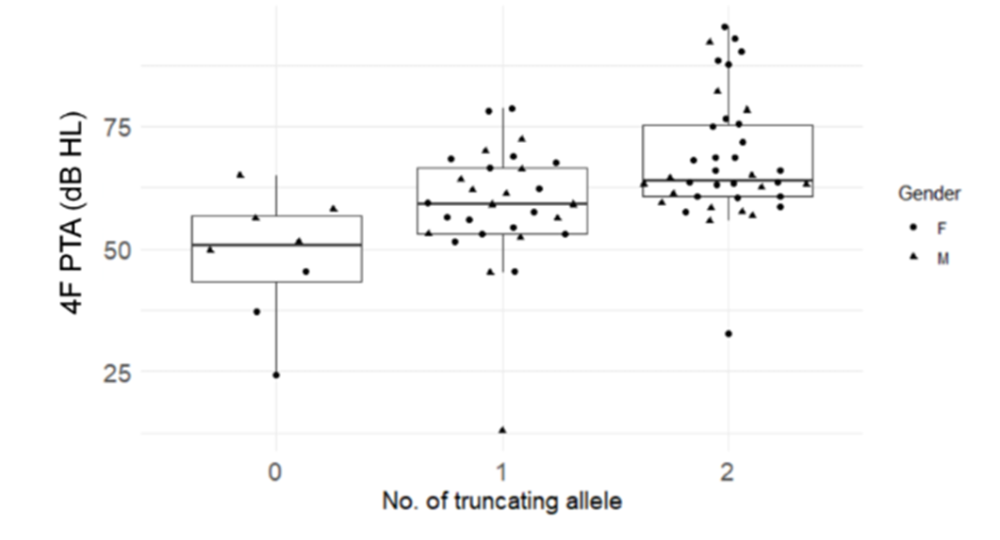 4F PTA (dB HL)
75
50
25
0 1 2
No. of truncating allele
Gender
F
M